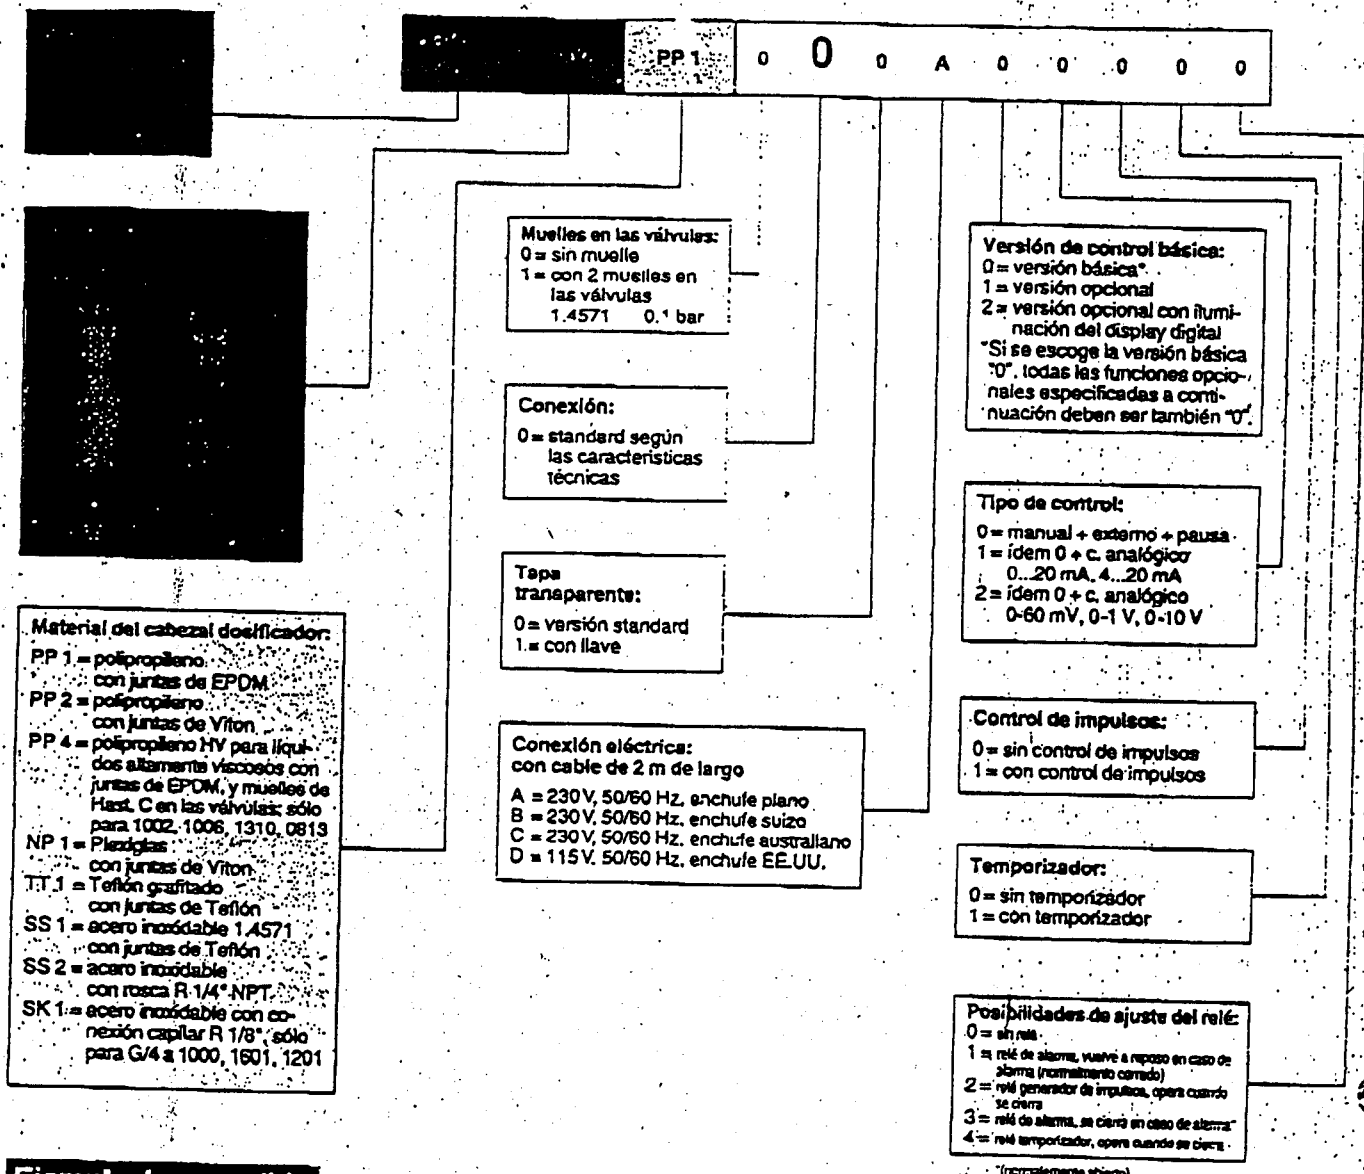 PP 1 0 0 0 A 0 0 0 0 0
Muelles en las válvulas:
0 = sin muelle
1 = con 2 muelles en
las válvulas
1.4571 0.1 bar
Conexión:
0 = standard según
las características
técnicas
Tapa
transparente:
0 = versión standard
1 = con llave
Conexión eléctrica:
con cable de 2 m de largo
A = 230 V, 50/60 Hz, enchufe plano
B = 230 V, 50/60 Hz, enchufe suizo
C = 230 V, 50/60 Hz, enchufe australiano
D = 115 V, 50/60 Hz, enchufe EE.UU.
Material del cabezal dosificador:
PP 1 = polipropileno
con juntas de EPDM
PP 2 = polipropileno
con juntas de Viton
PP 4 = polipropileno HV para líqui-
dos altamente viscosos con
juntas de EPDM, y muelles de
Hast. C en las válvulas; sólo
para 1002, 1006, 1310, 0813
NP 1 = Plexiglas
con juntas de Viton
TT 1 = Teflón grafitado
con juntas de Teflón
SS 1 = acero inoxidable 1.4571
con juntas de Teflón
SS 2 = acero inoxidable
con rosca R 1/4" NPT
SK 1 = acero inoxidable con co-
nexión capilar R 1/8", sólo
para G/4 a 1000, 1601, 1201
Versión de control básica:
0 = versión básica*
1 = versión opcional
2 = versión opcional con ilumi-
nación del display digital
*Si se escoge la versión básica
"0", todas las funciones opcio-
nales especificadas a conti-
nuación deben ser también "0".
Tipo de control:
0 = manual + externo + pausa
1 = ídem 0 + c. analógico
0...20 mA, 4...20 mA
2 = ídem 0 + c. analógico
0-60 mV, 0-1 V, 0-10 V
Control de impulsos:
0 = sin control de impulsos
1 = con control de impulsos
Temporizador:
0 = sin temporizador
1 = con temporizador
Posibilidades de ajuste del relé:
0 = sin relé
1 = relé de alarma, vuelve a reposo en caso de
alarma (normalmente cerrado)
2 = relé generador de impulsos, opera cuando
se cierra
3 = relé de alarma, se cierra en caso de alarma*
4 = relé temporizador, opera cuando se cierra
*(normalmente abierto)